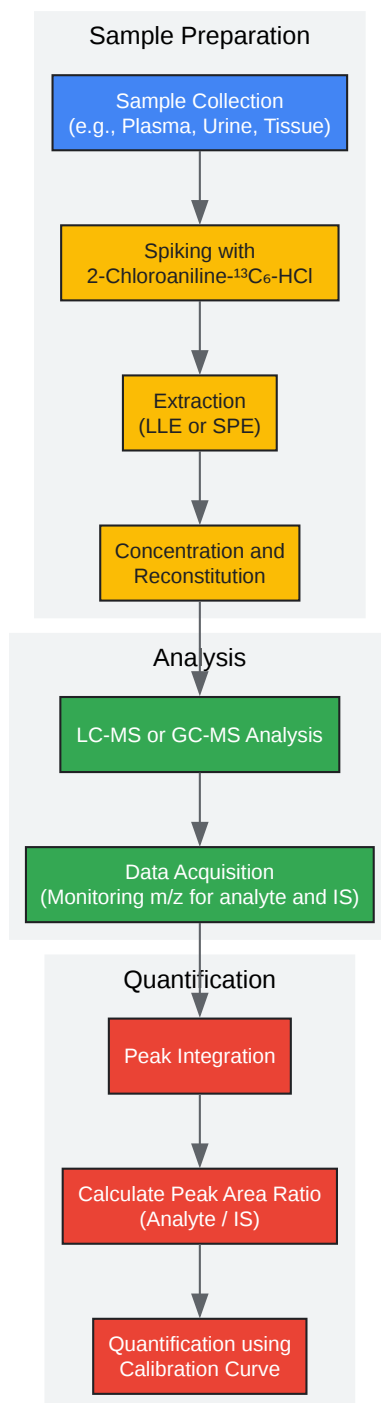 Sample Preparation
Sample Collection
(e.g., Plasma, Urine, Tissue)
Spiking with
2-Chloroaniline-¹³C₆-HCl
Extraction
(LLE or SPE)
Concentration and
Reconstitution
Analysis
LC-MS or GC-MS Analysis
Data Acquisition
(Monitoring m/z for analyte and IS)
Quantification
Peak Integration
Calculate Peak Area Ratio
(Analyte / IS)
Quantification using
Calibration Curve